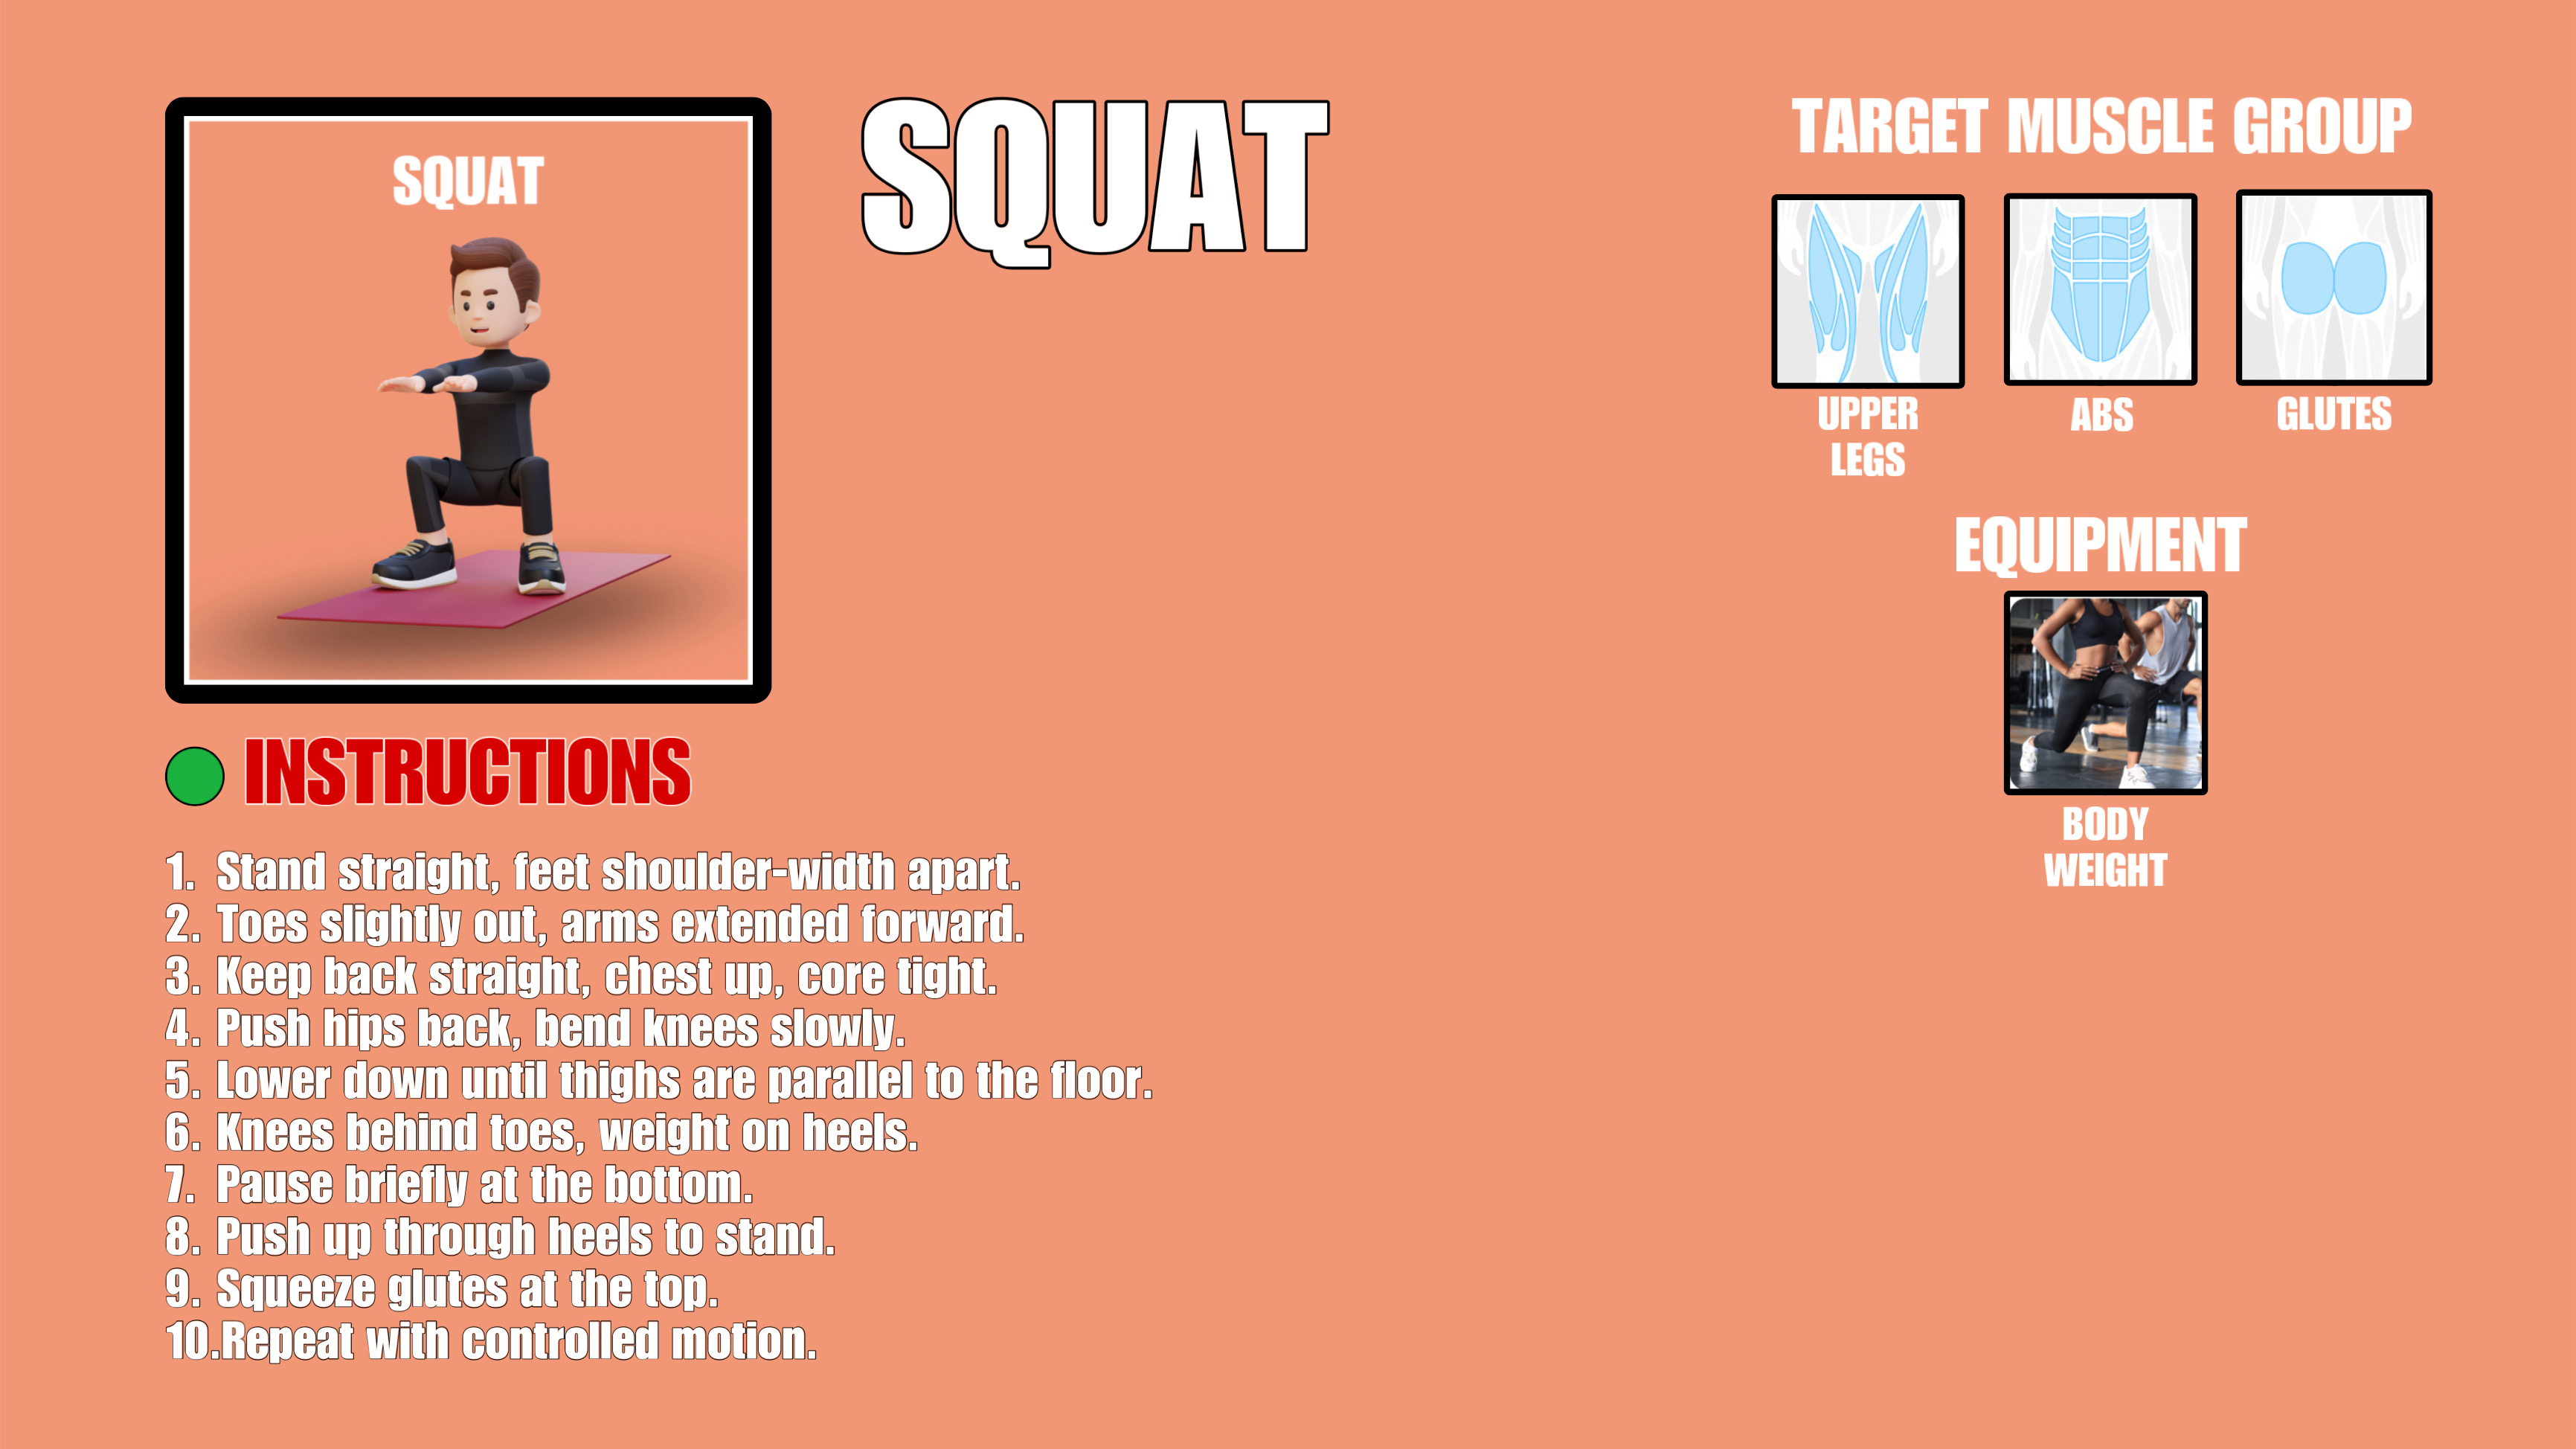 SQUAT
SQUAT
INSTRUCTIONS
1. Stand straight, feet shoulder-width apart.
2. Toes slightly out, arms extended forward.
3. Keep back straight, chest up, core tight.
4. Push hips back, bend knees slowly.
5. Lower down until thighs are parallel to the floor.
6. Knees behind toes, weight on heels.
7. Pause briefly at the bottom.
8. Push up through heels to stand.
9. Squeeze glutes at the top.
10.Repeat with controlled motion.
TARGET MUSCLE GROUP
UPPER
LEGS
ABS
GLUTES
EQUIPMENT
BODY
WEIGHT